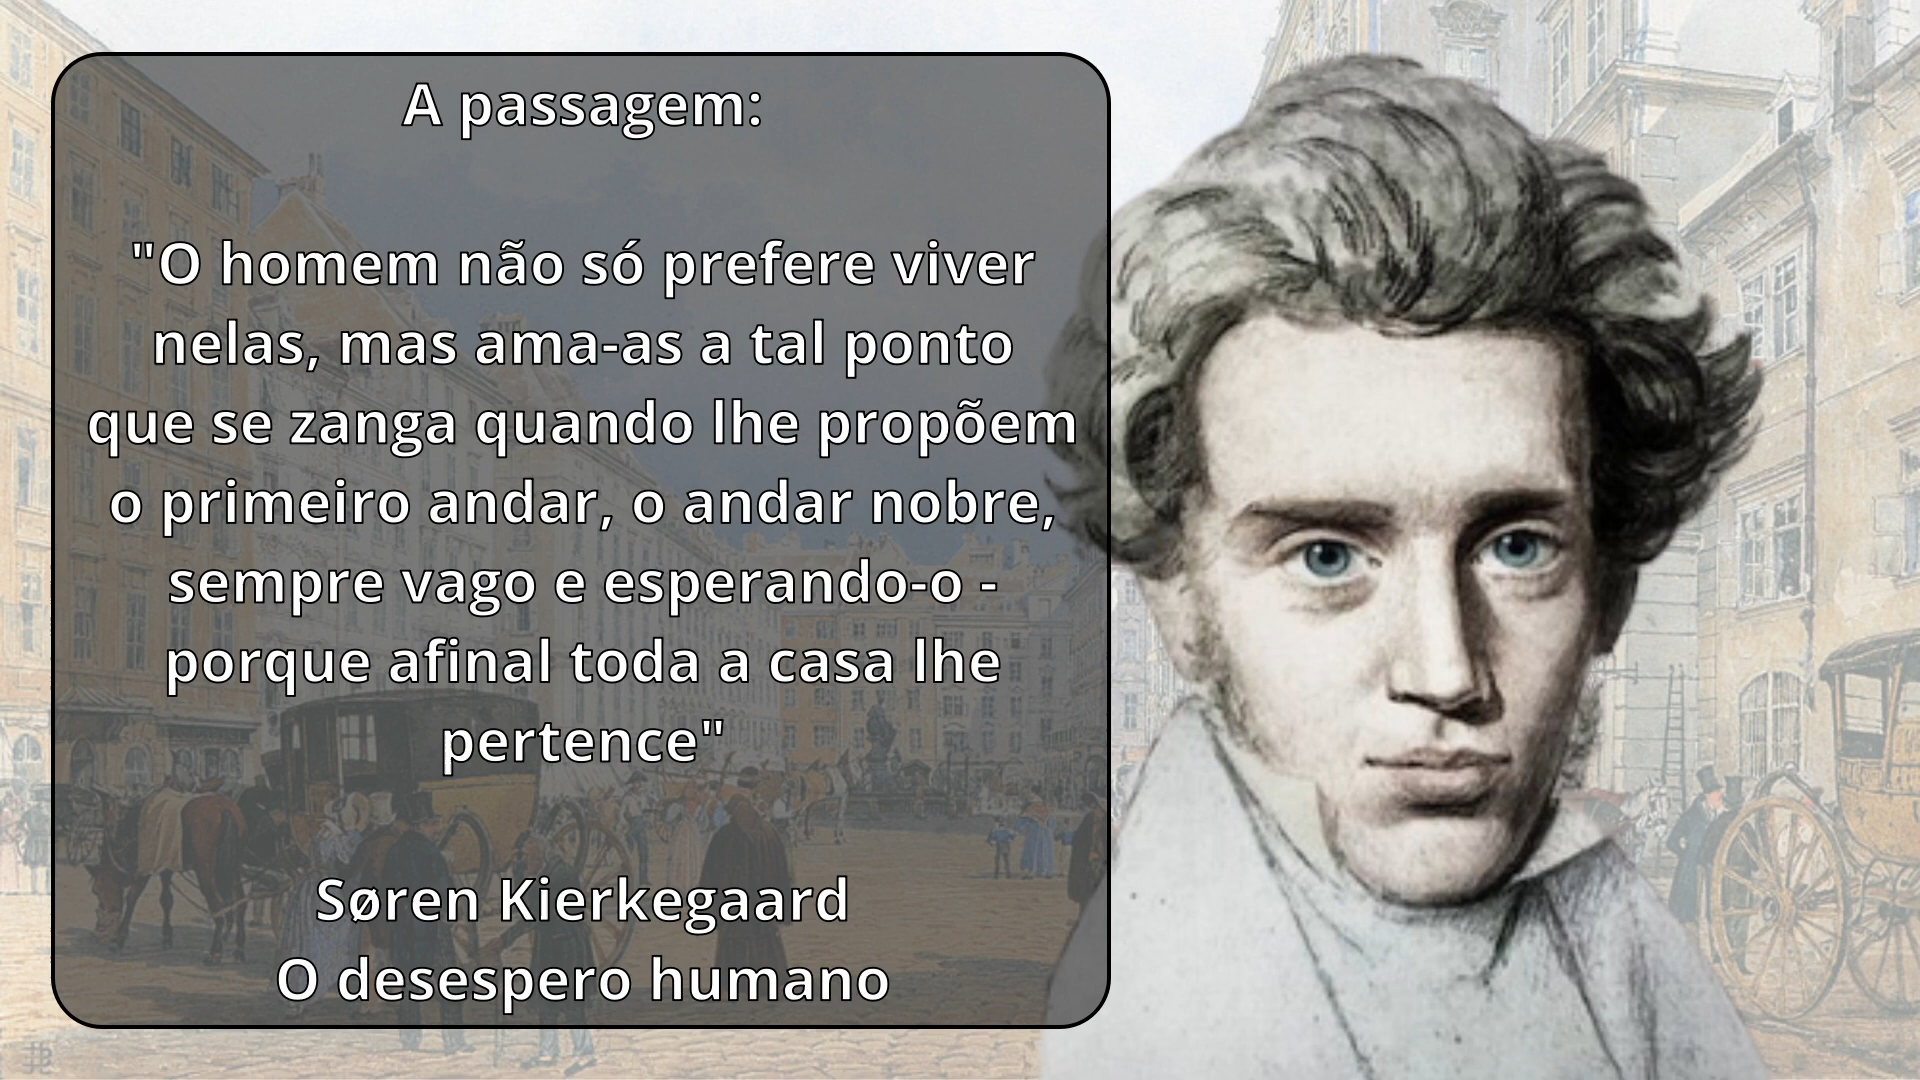 A passagem:
"O homem não só prefere viver
nelas, mas ama-as a tal ponto
que se zanga quando lhe propõem
o primeiro andar, o andar nobre,
sempre vago e esperando-o -
porque afinal toda a casa lhe
pertence"
Søren Kierkegaard
O desespero humano